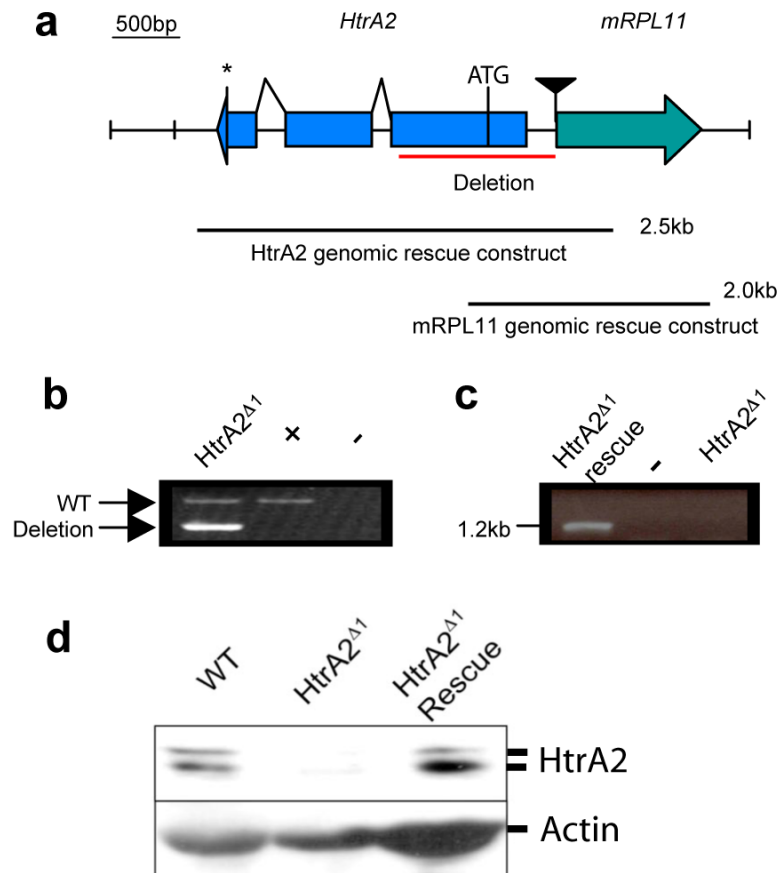 a
500bp
HtrA2
mRPL11
*
ATG
Deletion
2.5kb
HtrA2 genomic rescue construct
2.0kb
mRPL11 genomic rescue construct
b
HtrA2Δ1
+
-
WT
Deletion
c
HtrA2Δ1
rescue
-
HtrA2Δ1
1.2kb
d
WT
HtrA2Δ1
HtrA2Δ1
Rescue
HtrA2
Actin